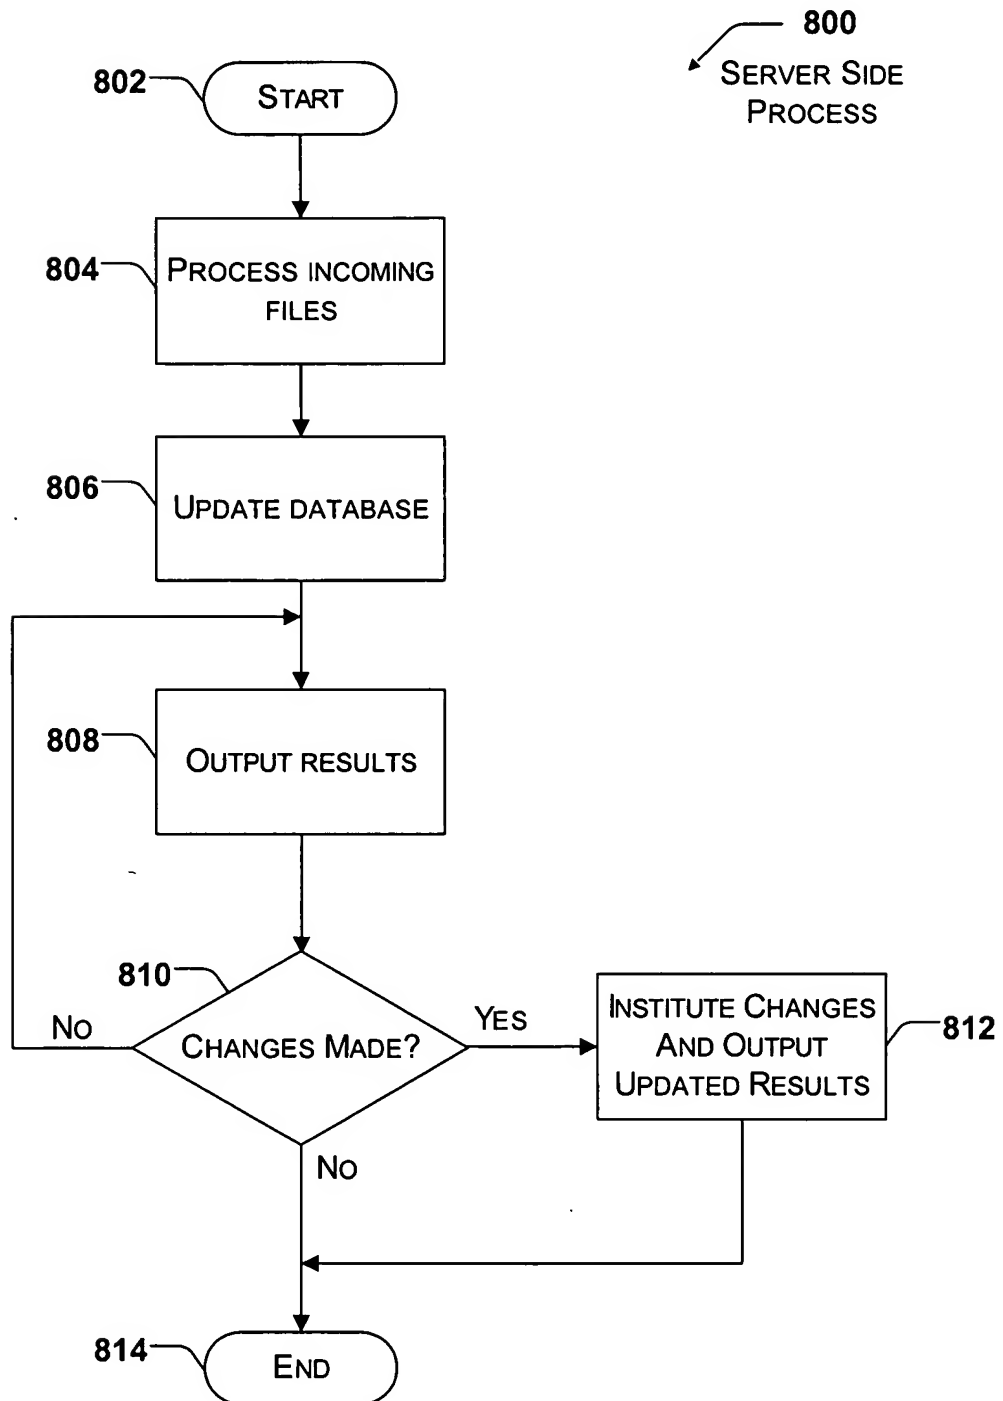 800
SERVER SIDE
PROCESS
802
START
804
PROCESS INCOMING
FILES
806
UPDATE DATABASE
808
OUTPUT RESULTS
810
CHANGES MADE?
NO
YES
INSTITUTE CHANGES
AND OUTPUT
UPDATED RESULTS
812
NO
814
END